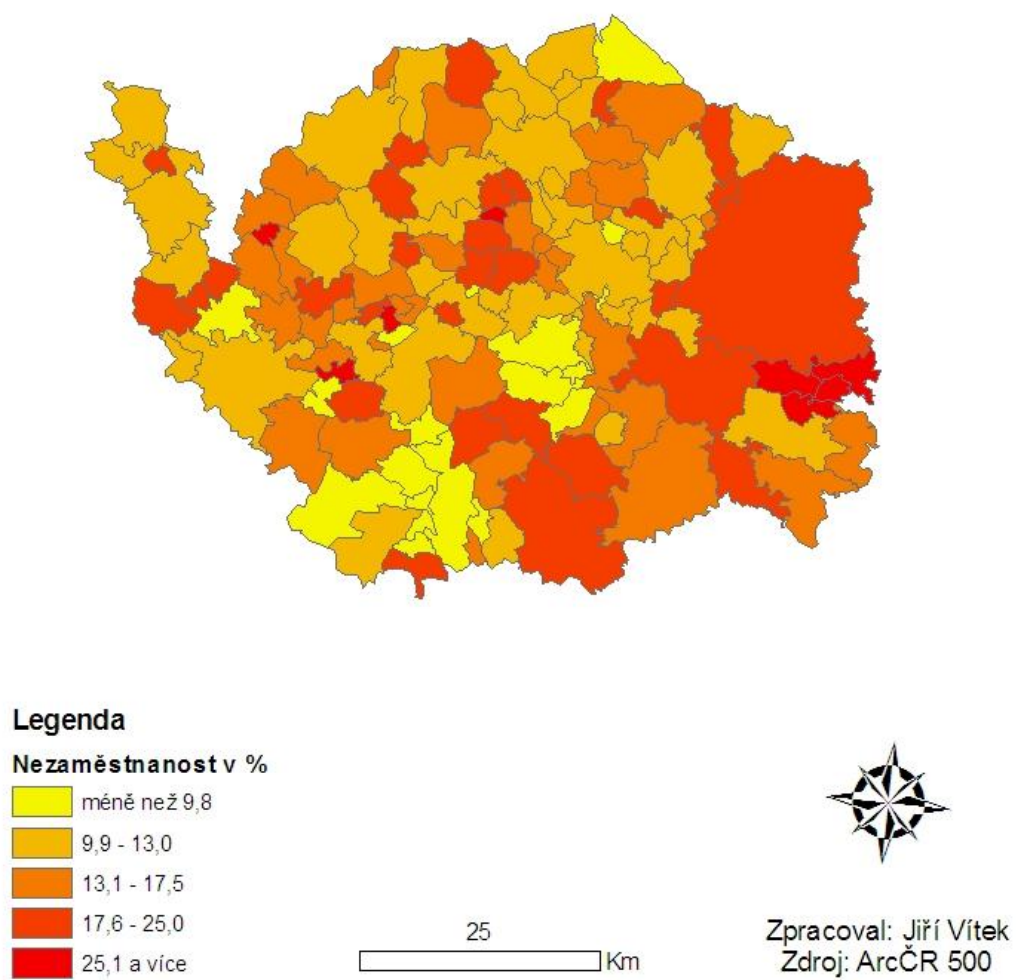 Legenda
Nezaměstnanost v %
méně než 9,8
9,9 - 13,0
13,1 - 17,5
17,6 - 25,0
25,1 a více
25
Km
Zpracoval: Jiří Vítek
Zdroj: ArcČR 500